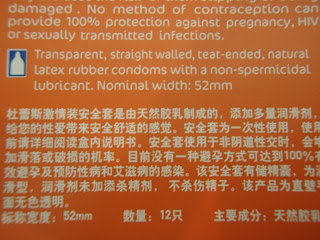 damaged. No method of contraception can
provide 100% protection against pregnancy, HIV
or sexually transmitted infections.
Transparent, straight walled, teat-ended, natural
latex rubber condoms with a non-spermicidal
lubricant. Nominal width: 52mm
杜蕾斯激情装安全套是由天然胶乳制成的，添加多量润滑剂，
给您的性爱带来安全舒适的感觉。安全套为一次性使用，使用
前请详细阅读盒内说明书。安全套使用于非阴道性交时，会增
加滑落或破损的机率。目前没有一种避孕方式可达到100%有
效避孕及预防性病和艾滋病的感染。该安全套有储精囊，为
滑型，润滑剂未加添杀精剂，不杀伤精子。该产品为直壁平
面无色透明。
标称宽度：52mm 数量：12只 主要成分：天然胶乳